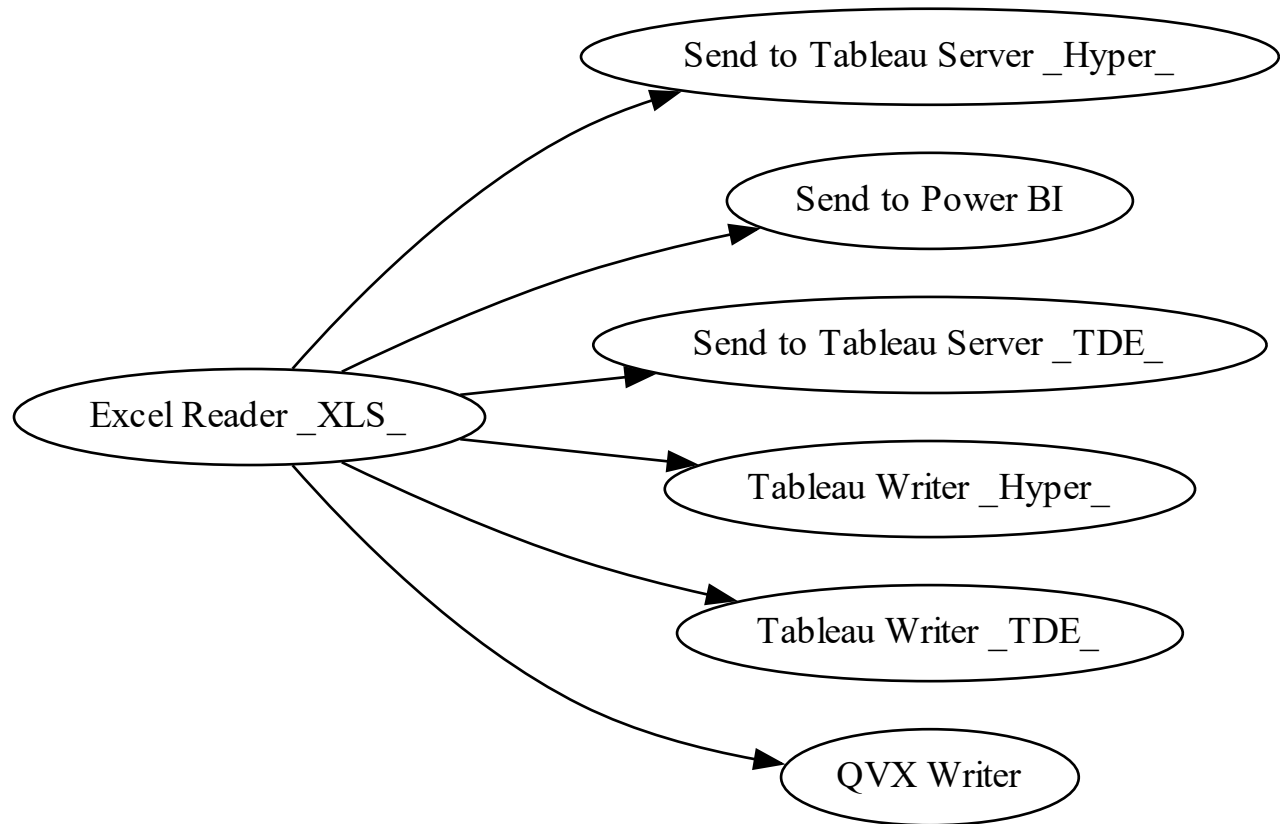 Send to Tableau Server _Hyper_
Send to Power BI
Send to Tableau Server _TDE_
Excel Reader _XLS_
Tableau Writer _Hyper_
Tableau Writer _TDE_
QVX Writer